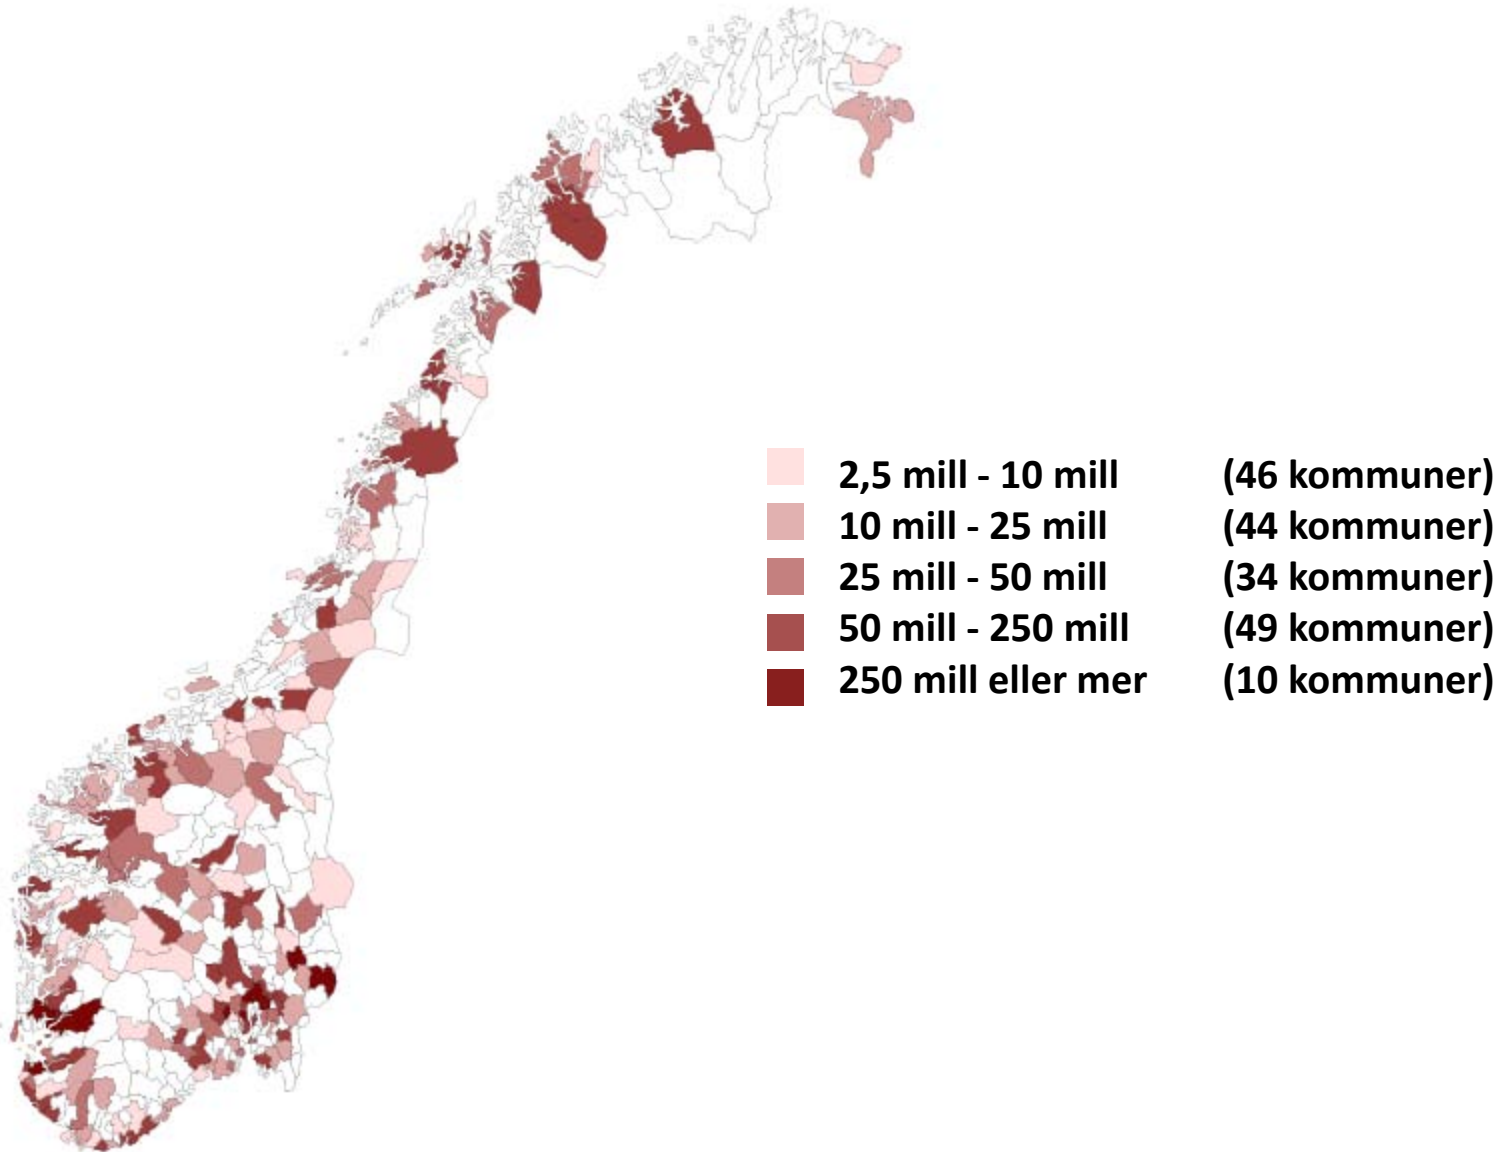 2,5 mill - 10 mill (46 kommuner)
10 mill - 25 mill (44 kommuner)
25 mill - 50 mill (34 kommuner)
50 mill - 250 mill (49 kommuner)
250 mill eller mer (10 kommuner)